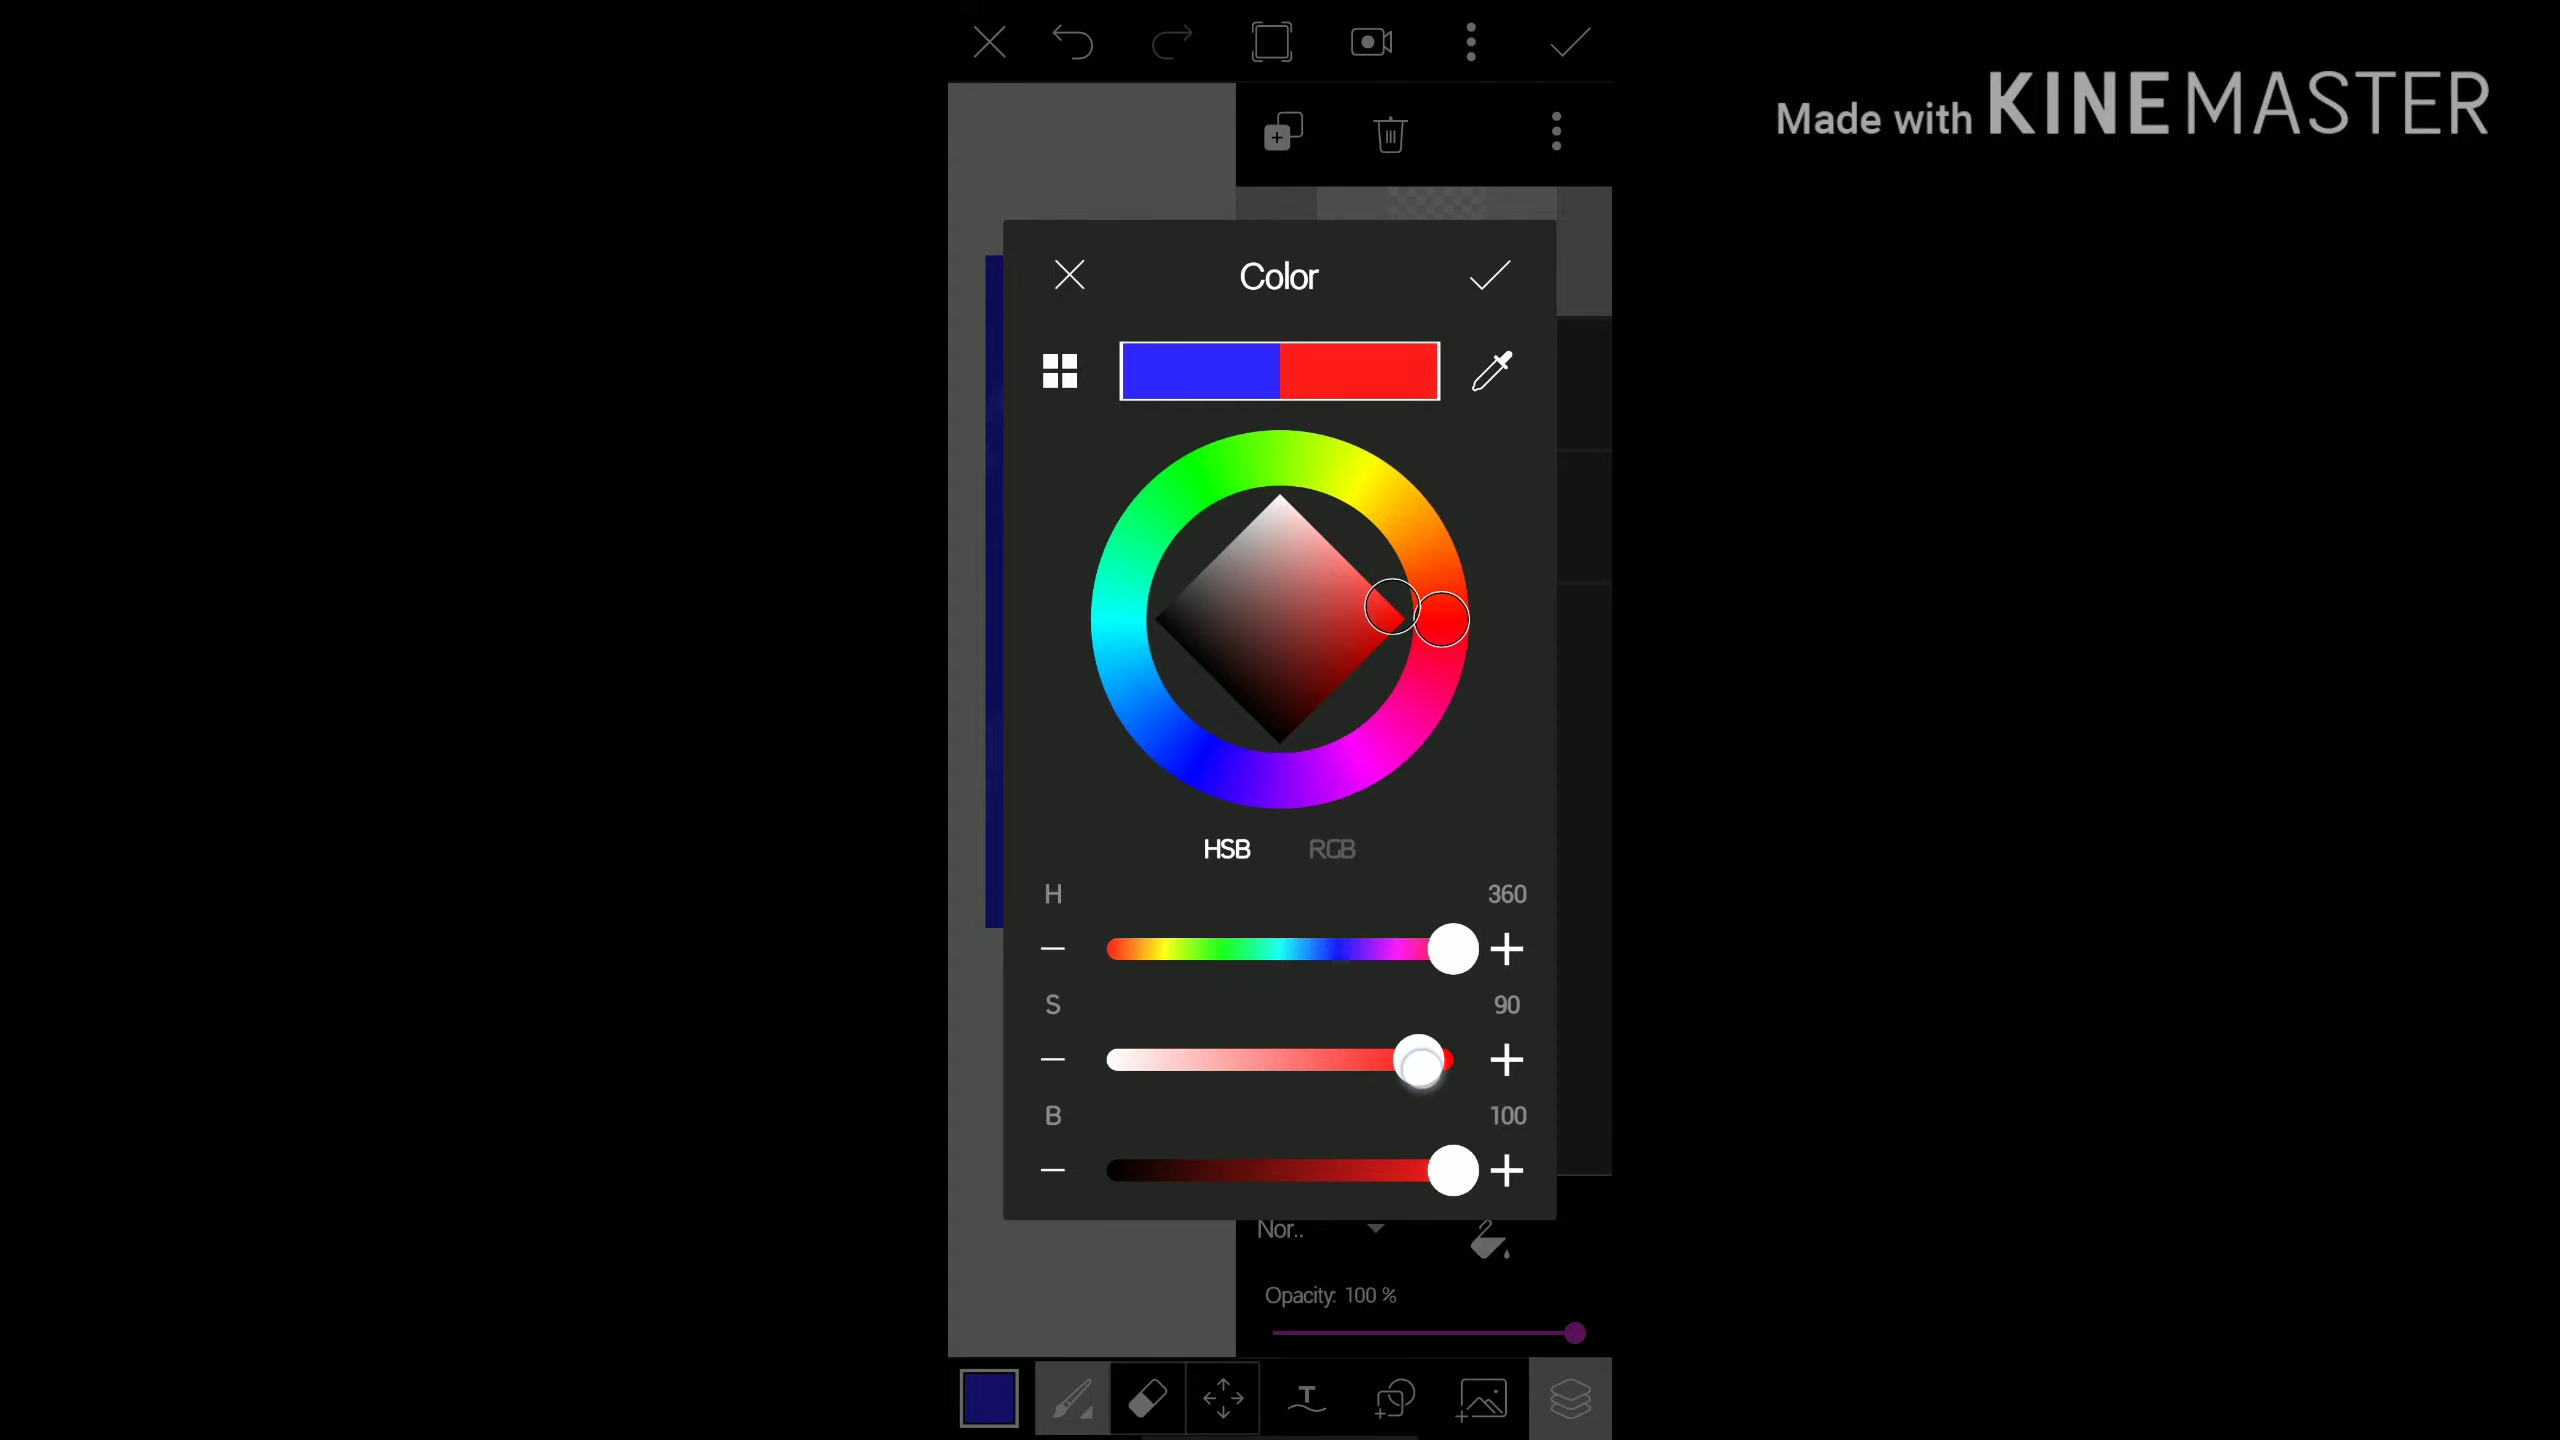 Made with KINEMASTER
Color
HSB RGB
H 360
S 90
B 100
Nor..
Opacity: 100 %
T